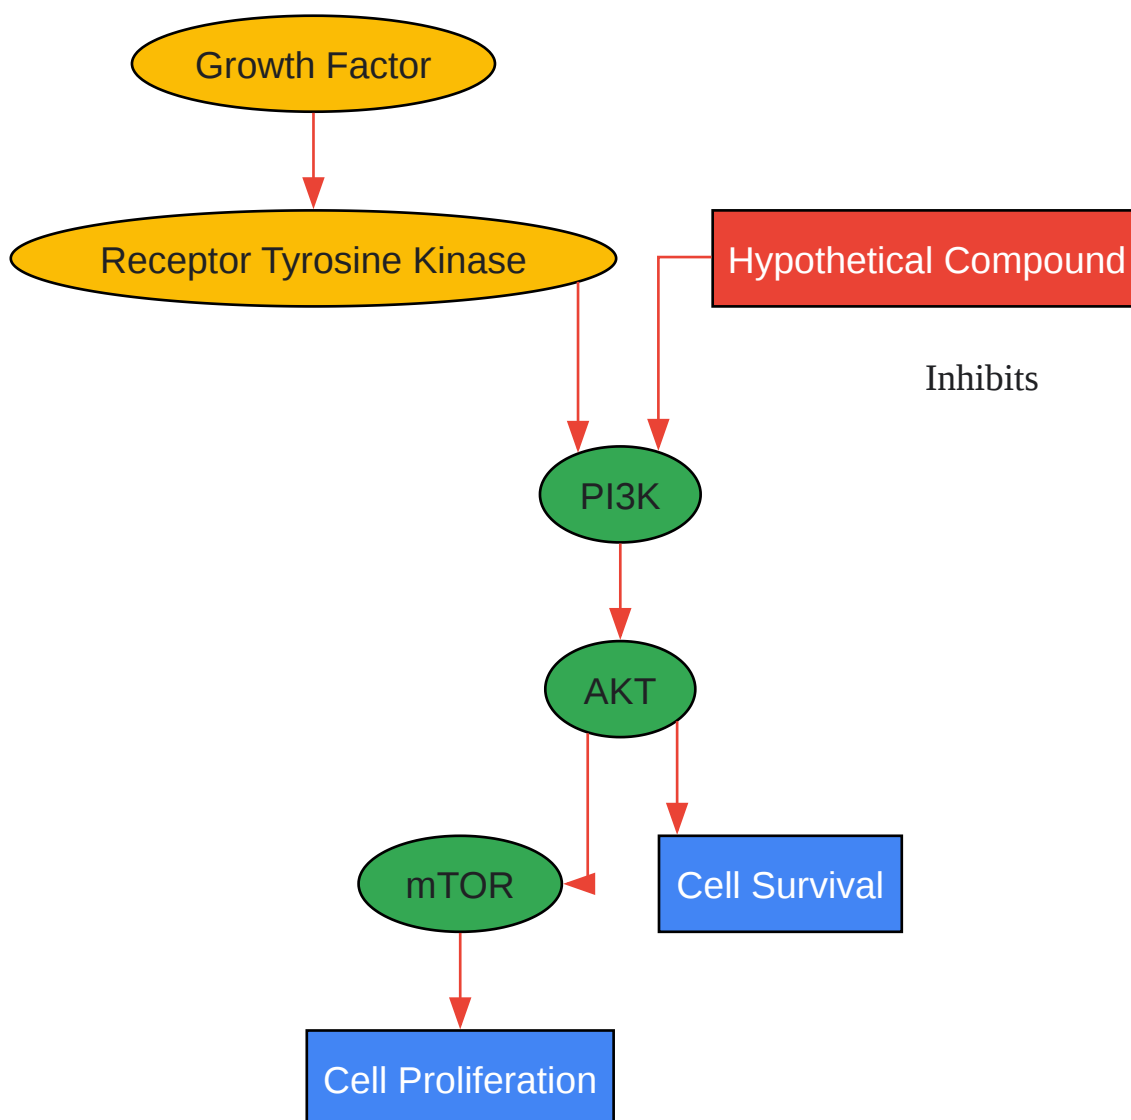 Growth Factor
Receptor Tyrosine Kinase
Hypothetical Compound
Inhibits
PI3K
AKT
mTOR
Cell Survival
Cell Proliferation